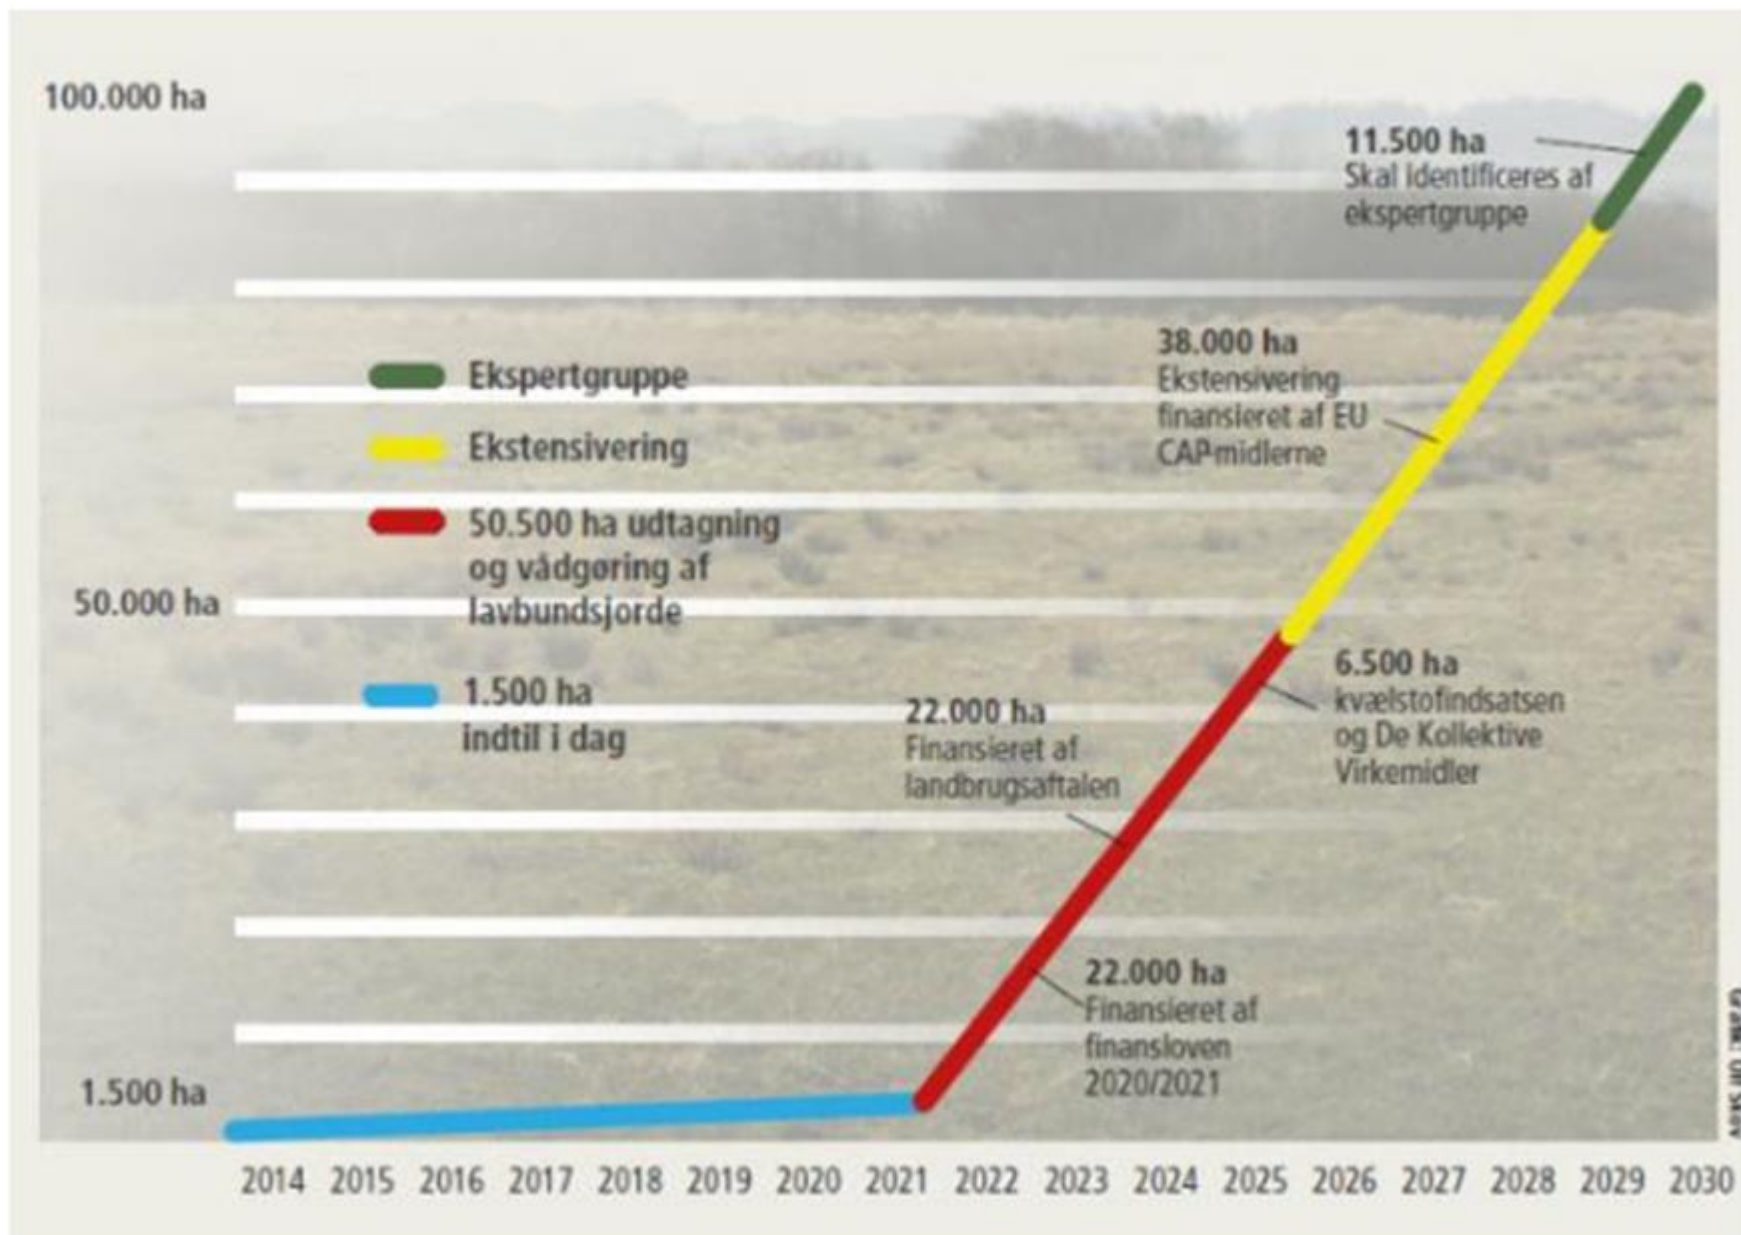 100.000 ha
11.500 ha
Skal identificeres af
ekspertgruppe
38.000 ha
Ekstensivering
finansieret af EU
CAP-midlerne
Ekspertgruppe
Ekstensivering
50.500 ha udtagning
og vådgøring af
lavbundsjorde
50.000 ha
6.500 ha
kvælstofindsatsen
og De Kollektive
Virkemidler
1.500 ha
indtil i dag
22.000 ha
Finansieret af
landbrugsaftalen
22.000 ha
Finansieret af
finansloven
2020/2021
1.500 ha
2014 2015 2016 2017 2018 2019 2020 2021 2022 2023 2024 2025 2026 2027 2028 2029 2030